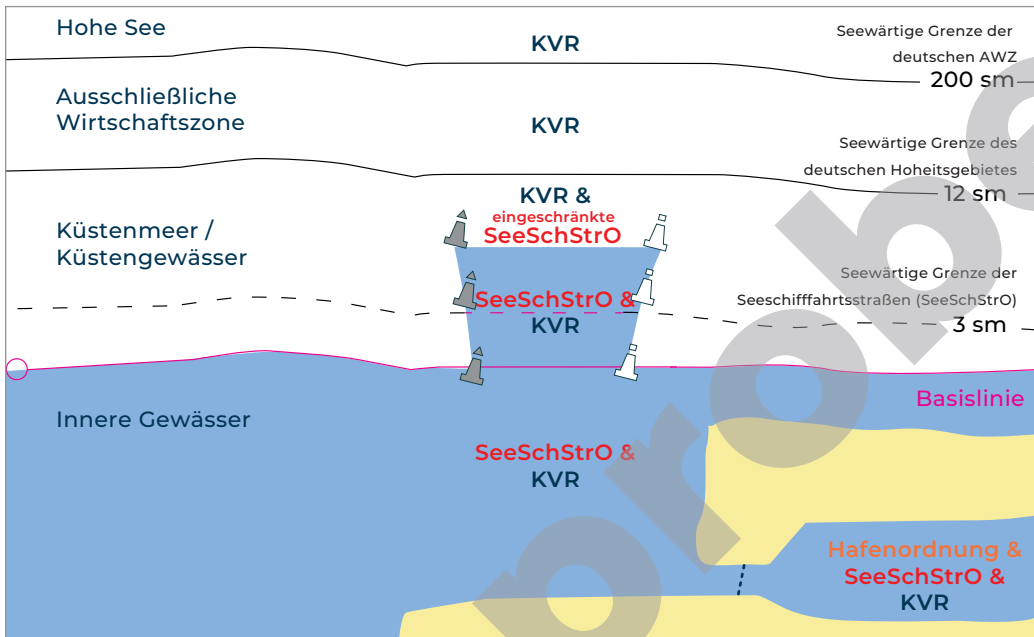 Hohe See
KVR
Seewärtige Grenze der
deutschen AWZ
200 sm
Ausschließliche
Wirtschaftszone
KVR
Seewärtige Grenze des
deutschen Hoheitsgebietes
12 sm
KVR &
eingeschränkte
SeeSchStrO
Küstenmeer /
Küstengewässer
Seewärtige Grenze der
Seeschifffahrtsstraßen (SeeSchStrO)
3 sm
SeeSchStrO &
KVR
Basislinie
Innere Gewässer
SeeSchStrO &
KVR
Hafenordnung &
SeeSchStrO &
KVR
probe